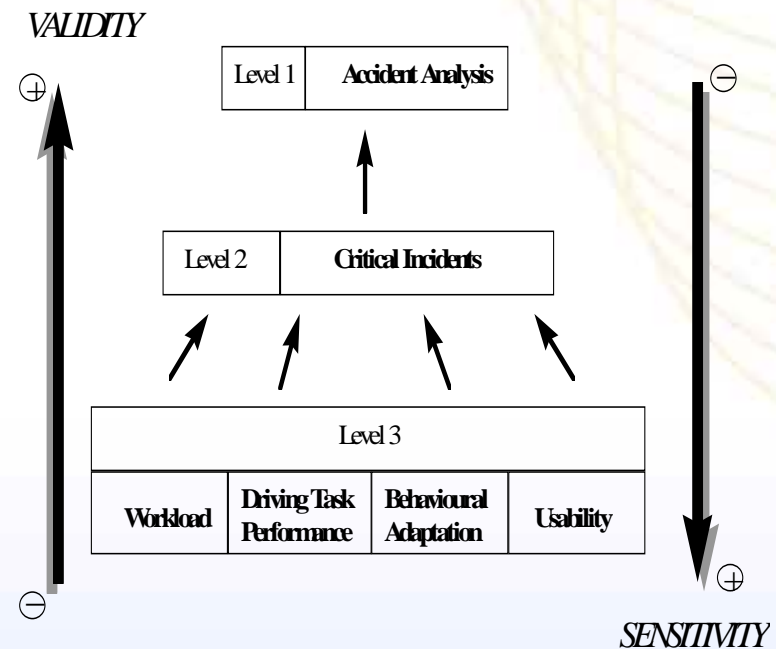 VALIDITY
+
−
Level 1 Accident Analysis
Level 2 Critical Incidents
Level 3
Workload
Driving Task
Performance
Behavioural
Adaptation
Usability
−
+
SENSITIVITY